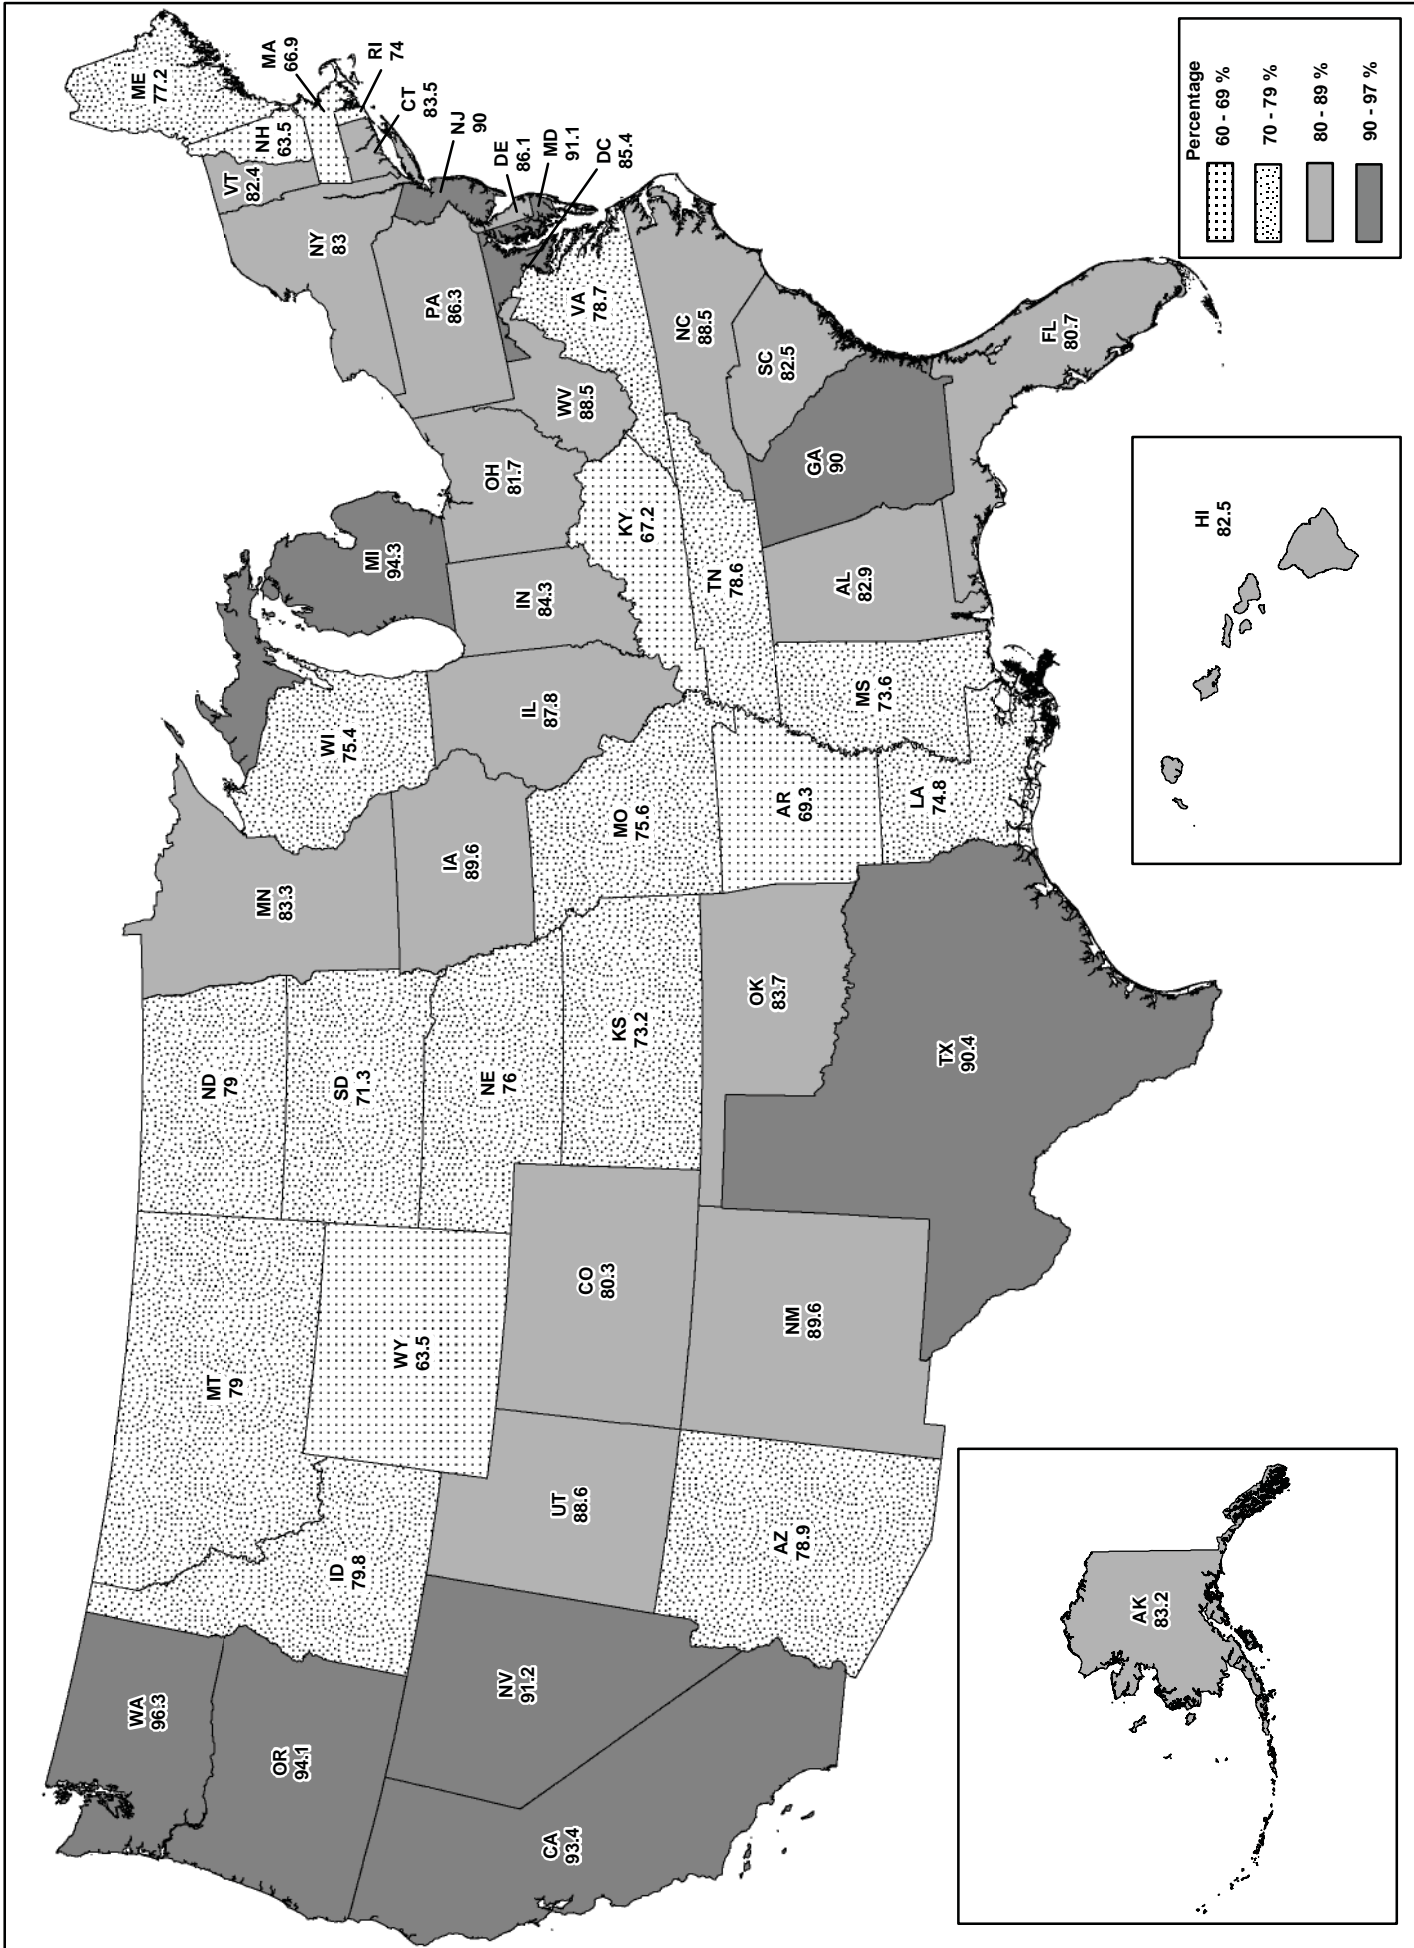 WA
96.3
OR
94.1
CA
93.4
NV
91.2
ID
79.8
MT
79
WY
63.5
UT
88.6
AZ
78.9
CO
80.3
NM
89.6
ND
79
SD
71.3
NE
76
KS
73.2
OK
83.7
TX
90.4
MN
83.3
IA
89.6
MO
75.6
AR
69.3
LA
74.8
WI
75.4
IL
87.8
MI
94.3
IN
84.3
OH
81.7
KY
67.2
TN
78.6
MS
73.6
AL
82.9
GA
90
FL
80.7
SC
82.5
NC
88.5
VA
78.7
WV
88.5
PA
86.3
NY
83
VT
82.4
NH
63.5
ME
77.2
MA
66.9
RI
74
CT
83.5
NJ
90
DE
86.1
MD
91.1
DC
85.4
AK
83.2
HI
82.5
Percentage
60 - 69 %
70 - 79 %
80 - 89 %
90 - 97 %